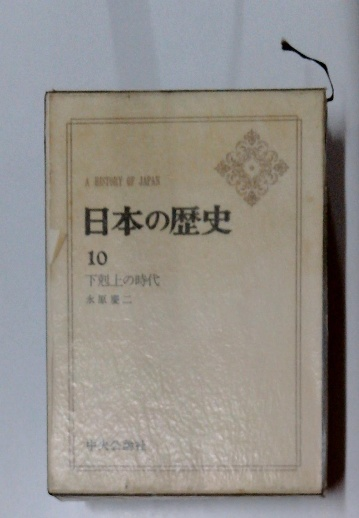 A HISTORY OF JAPAN
日本の歴史
10
下剋上の時代
永原慶二
中央公論社